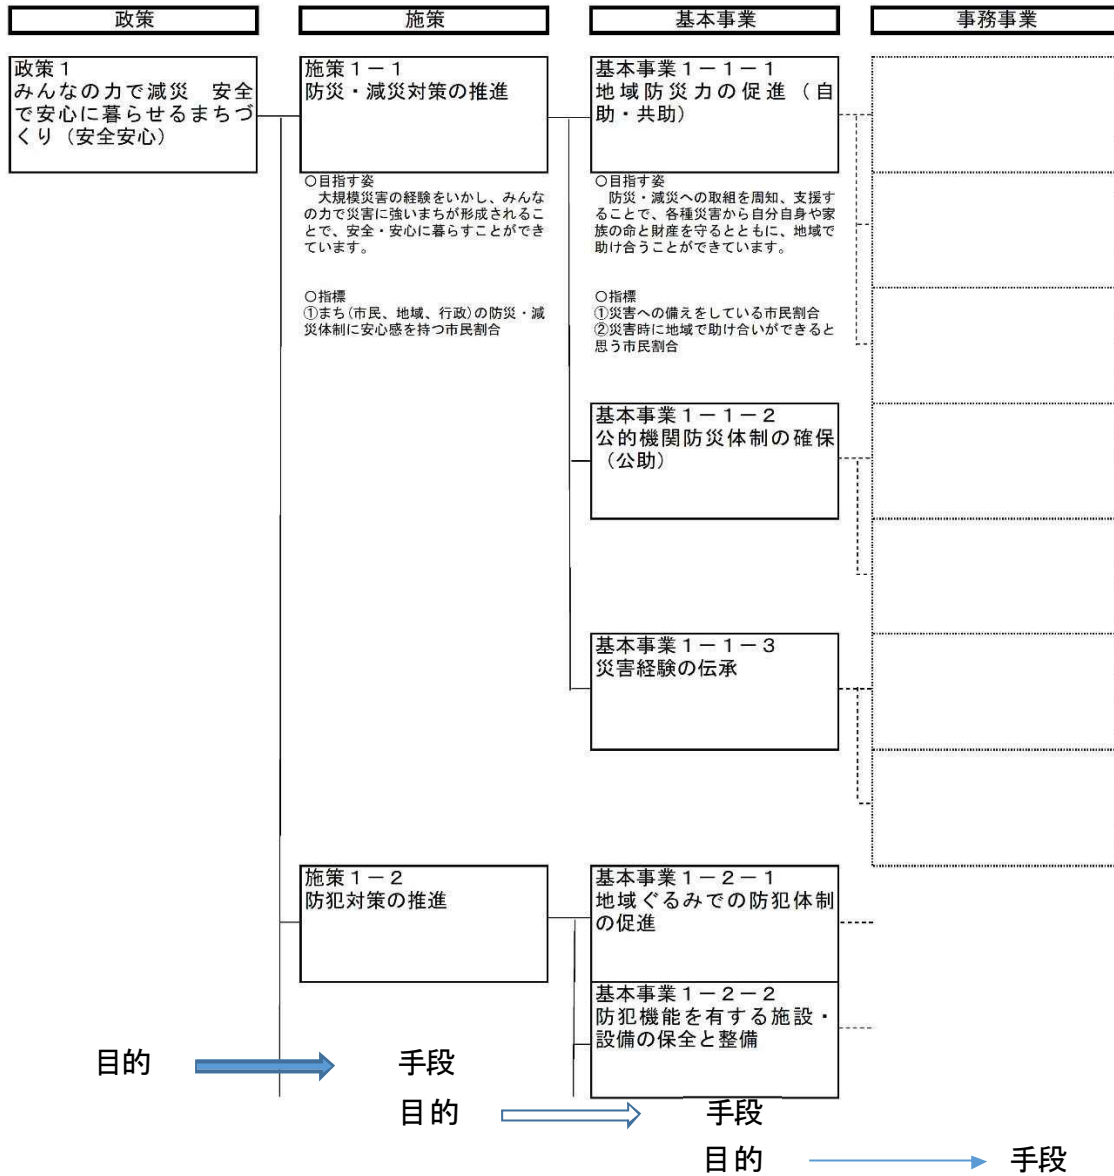 政策
施策
基本事業
事務事業
政策1
みんなの力で減災　安全
で安心に暮らせるまちづ
くり（安全安心）
施策1－1
防災・減災対策の推進
○目指す姿
　大規模災害の経験をいかし、みんな
の力で災害に強いまちが形成されるこ
とで、安全・安心に暮らすことができ
ています。
○指標
①まち(市民、地域、行政)の防災・減
災体制に安心感を持つ市民割合
基本事業1－1－1
地域防災力の促進（自
助・共助）
○目指す姿
　防災・減災への取組を周知、支援す
ることで、各種災害から自分自身や家
族の命と財産を守るとともに、地域で
助け合うことができています。
○指標
①災害への備えをしている市民割合
②災害時に地域で助け合いができると
思う市民割合
基本事業1－1－2
公的機関防災体制の確保
（公助）
基本事業1－1－3
災害経験の伝承
施策1－2
防犯対策の推進
基本事業1－2－1
地域ぐるみでの防犯体制
の促進
基本事業1－2－2
防犯機能を有する施設・
設備の保全と整備
目的
手段
目的
手段
目的
手段